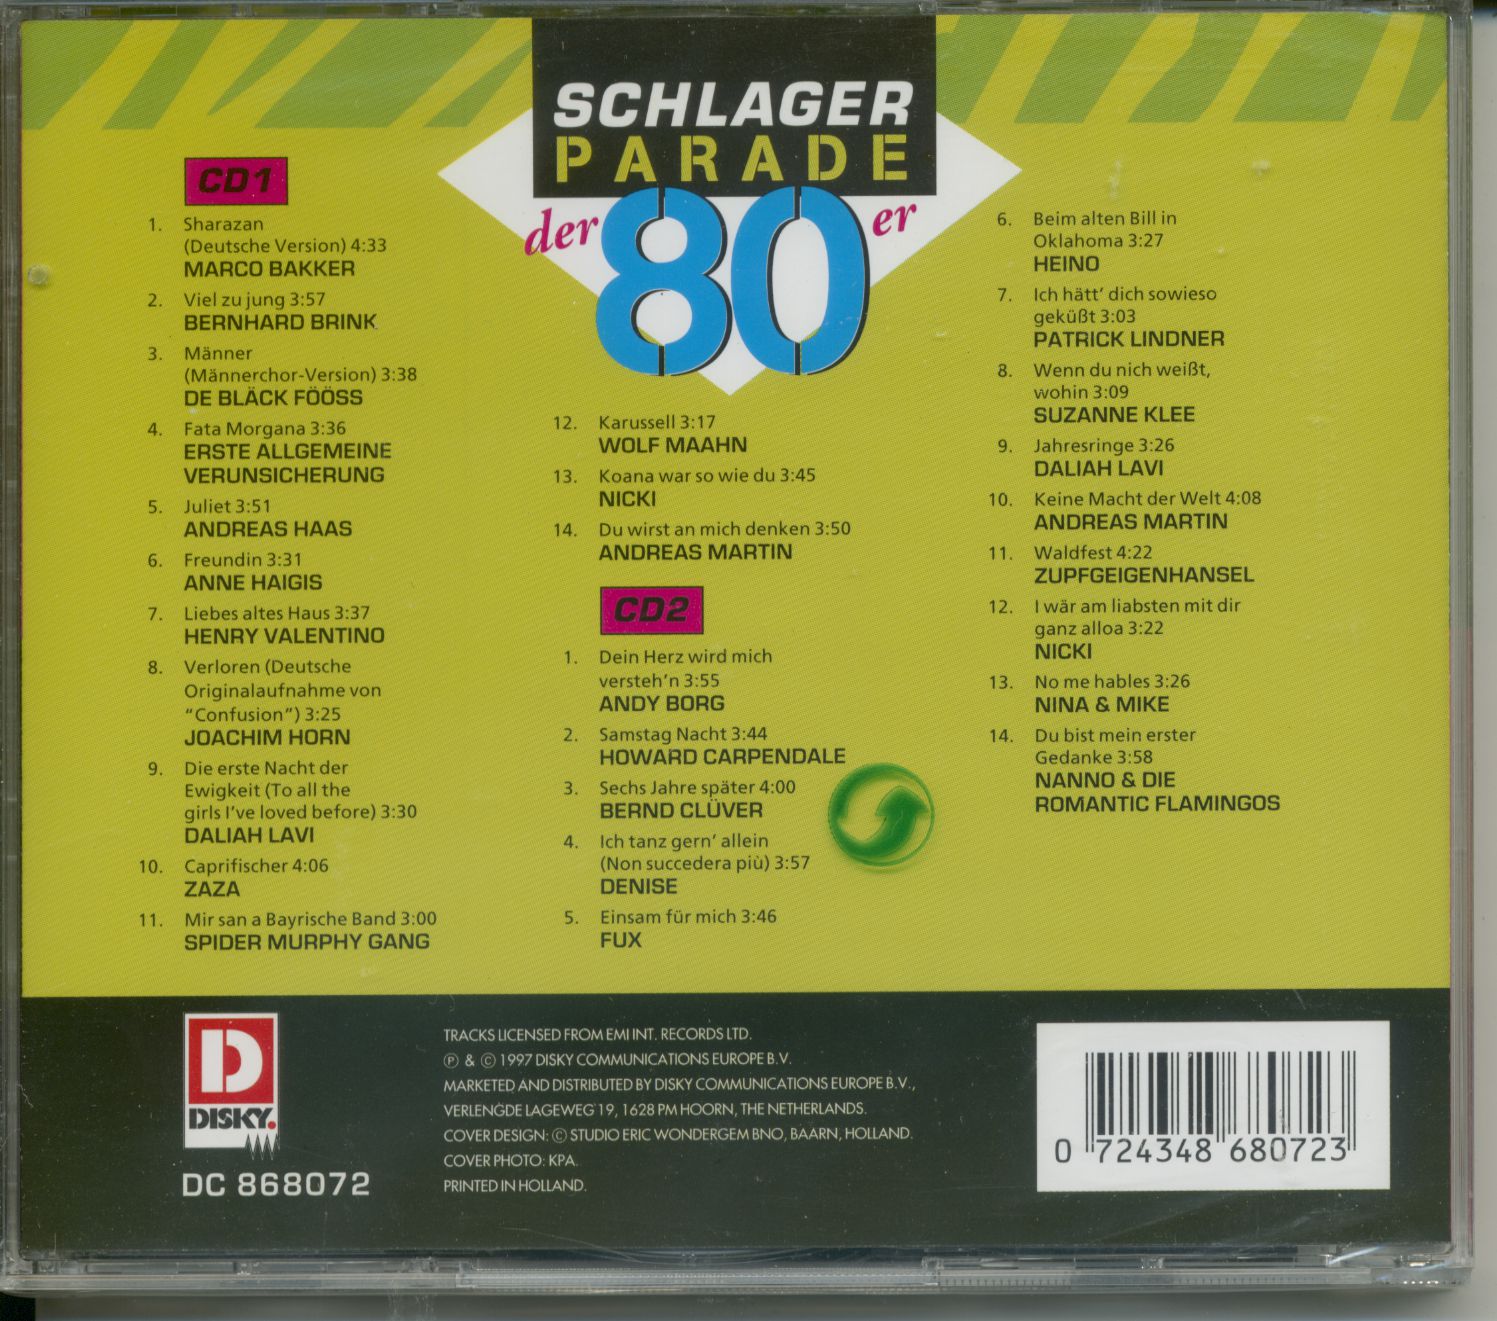 SCHLAGER
PARADE
der 80er
CD1
1. Sharazan
(Deutsche Version) 4:33
MARCO BAKKER
2. Viel zu jung 3:57
BERNHARD BRINK
3. Männer
(Männerchor-Version) 3:38
DE BLÄCK FÖÖSS
4. Fata Morgana 3:36
ERSTE ALLGEMEINE
VERUNSICHERUNG
5. Juliet 3:51
ANDREAS HAAS
6. Freundin 3:31
ANNE HAIGIS
7. Liebes altes Haus 3:37
HENRY VALENTINO
8. Verloren (Deutsche
Originalaufnahme von
“Confusion”) 3:25
JOACHIM HORN
9. Die erste Nacht der
Ewigkeit (To all the
girls I've loved before) 3:30
DALIAH LAVI
10. Caprifischer 4:06
ZAZA
11. Mir san a Bayrische Band 3:00
SPIDER MURPHY GANG
12. Karussell 3:17
WOLF MAAHN
13. Koana war so wie du 3:45
NICKI
14. Du wirst an mich denken 3:50
ANDREAS MARTIN
CD2
1. Dein Herz wird mich
versteh'n 3:55
ANDY BORG
2. Samstag Nacht 3:44
HOWARD CARPENDALE
3. Sechs Jahre später 4:00
BERND CLÜVER
4. Ich tanz gern' allein
(Non succedera più) 3:57
DENISE
5. Einsam für mich 3:46
FUX
6. Beim alten Bill in
Oklahoma 3:27
HEINO
7. Ich hätt' dich sowieso
geküßt 3:03
PATRICK LINDNER
8. Wenn du nich weißt,
wohin 3:09
SUZANNE KLEE
9. Jahresringe 3:26
DALIAH LAVI
10. Keine Macht der Welt 4:08
ANDREAS MARTIN
11. Waldfest 4:22
ZUPFGEIGENHANSEL
12. I wär am liabsten mit dir
ganz alloa 3:22
NICKI
13. No me hables 3:26
NINA & MIKE
14. Du bist mein erster
Gedanke 3:58
NANNO & DIE
ROMANTIC FLAMINGOS
D
DISKY.
DC 868072
TRACKS LICENSED FROM EMI INT. RECORDS LTD.
℗ & © 1997 DISKY COMMUNICATIONS EUROPE B.V.
MARKETED AND DISTRIBUTED BY DISKY COMMUNICATIONS EUROPE B.V.,
VERLENGDE LAGEWEG 19, 1628 PM HOORN, THE NETHERLANDS.
COVER DESIGN: © STUDIO ERIC WONDERGEM BNO, BAARN, HOLLAND.
COVER PHOTO: KPA.
PRINTED IN HOLLAND.
0 724348 680723